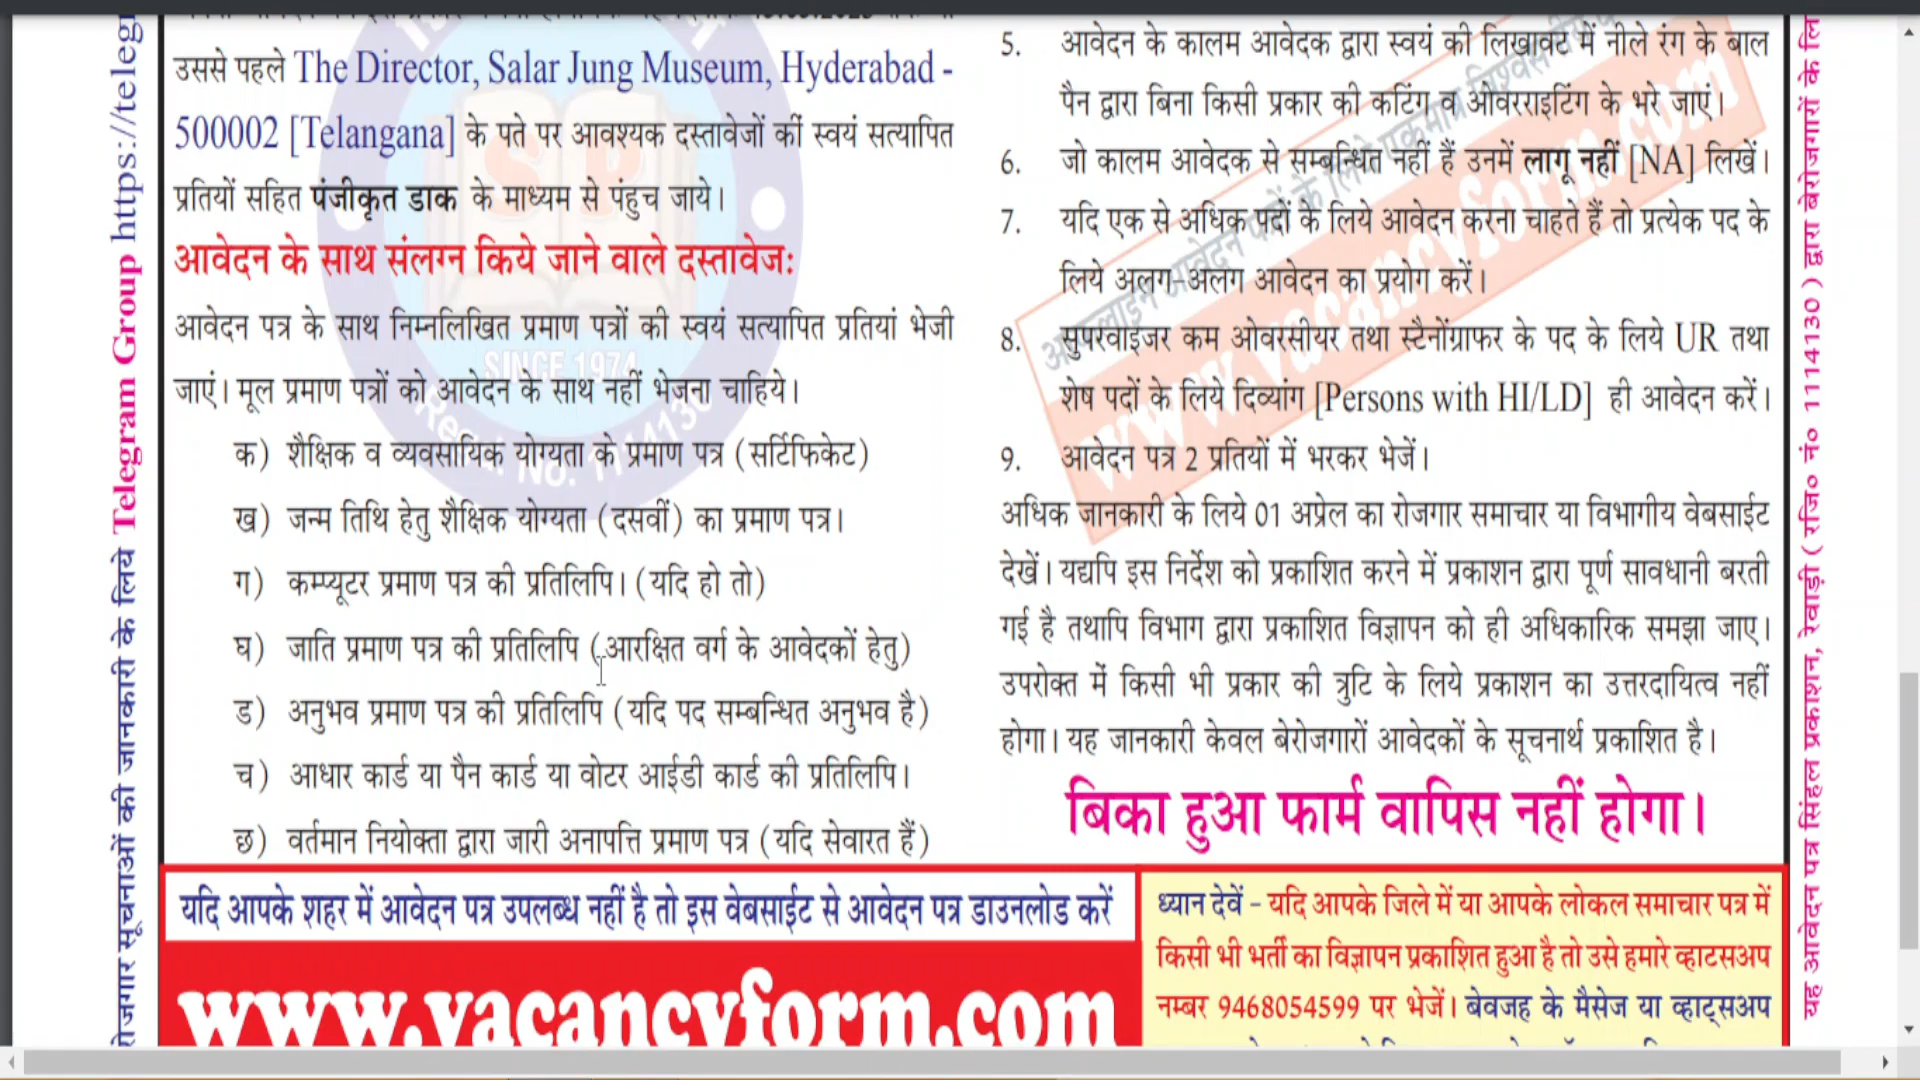 उससे पहले The Director, Salar Jung Museum, Hyderabad -
500002 [Telangana] के पते पर आवश्यक दस्तावेजों कीं स्वयं सत्यापित
प्रतियों सहित पंजीकृत डाक के माध्यम से पंहुच जाये।
आवेदन के साथ संलग्न किये जाने वाले दस्तावेज:
आवेदन पत्र के साथ निम्नलिखित प्रमाण पत्रों की स्वयं सत्यापित प्रतियां भेजी
जाएं। मूल प्रमाण पत्रों को आवेदन के साथ नहीं भेजना चाहिये।
क) शैक्षिक व व्यवसायिक योग्यता के प्रमाण पत्र (सर्टिफिकेट)
ख) जन्म तिथि हेतु शैक्षिक योग्यता (दसवीं) का प्रमाण पत्र।
ग) कम्प्यूटर प्रमाण पत्र की प्रतिलिपि। (यदि हो तो)
घ) जाति प्रमाण पत्र की प्रतिलिपि (आरक्षित वर्ग के आवेदकों हेतु)
ड) अनुभव प्रमाण पत्र की प्रतिलिपि (यदि पद सम्बन्धित अनुभव है)
च) आधार कार्ड या पैन कार्ड या वोटर आईडी कार्ड की प्रतिलिपि।
छ) वर्तमान नियोक्ता द्वारा जारी अनापत्ति प्रमाण पत्र (यदि सेवारत हैं)
5. आवेदन के कालम आवेदक द्वारा स्वयं की लिखावट में नीले रंग के बाल
पैन द्वारा बिना किसी प्रकार की कटिंग व ओवरराइटिंग के भरे जाएं।
6. जो कालम आवेदक से सम्बन्धित नहीं हैं उनमें लागू नहीं [NA] लिखें।
7. यदि एक से अधिक पदों के लिये आवेदन करना चाहते हैं तो प्रत्येक पद के
लिये अलग-अलग आवेदन का प्रयोग करें।
8. सुपरवाइजर कम ओवरसीयर तथा स्टैनोंग्राफर के पद के लिये UR तथा
शेष पदों के लिये दिव्यांग [Persons with HI/LD] ही आवेदन करें।
9. आवेदन पत्र 2 प्रतियों में भरकर भेजें।
अधिक जानकारी के लिये 01 अप्रेल का रोजगार समाचार या विभागीय वेबसाईट
देखें। यद्यपि इस निर्देश को प्रकाशित करने में प्रकाशन द्वारा पूर्ण सावधानी बरती
गई है तथापि विभाग द्वारा प्रकाशित विज्ञापन को ही अधिकारिक समझा जाए।
उपरोक्त में किसी भी प्रकार की त्रुटि के लिये प्रकाशन का उत्तरदायित्व नहीं
होगा। यह जानकारी केवल बेरोजगारों आवेदकों के सूचनार्थ प्रकाशित है।
बिका हुआ फार्म वापिस नहीं होगा।
यदि आपके शहर में आवेदन पत्र उपलब्ध नहीं है तो इस वेबसाईट से आवेदन पत्र डाउनलोड करें
www.vacancyform.com
ध्यान देवें - यदि आपके जिले में या आपके लोकल समाचार पत्र में
किसी भी भर्ती का विज्ञापन प्रकाशित हुआ है तो उसे हमारे व्हाटसअप
नम्बर 9468054599 पर भेजें। बेवजह के मैसेज या व्हाट्सअप
रोजगार सूचनाओं की जानकारी के लिये Telegram Group https://teleg
यह आवेदन पत्र सिंहल प्रकाशन, रेवाड़ी ( रजि० नं० 1114130 ) द्वारा बेरोजगारों के लि
SP
SINCE 1974
www.vacancyform.com